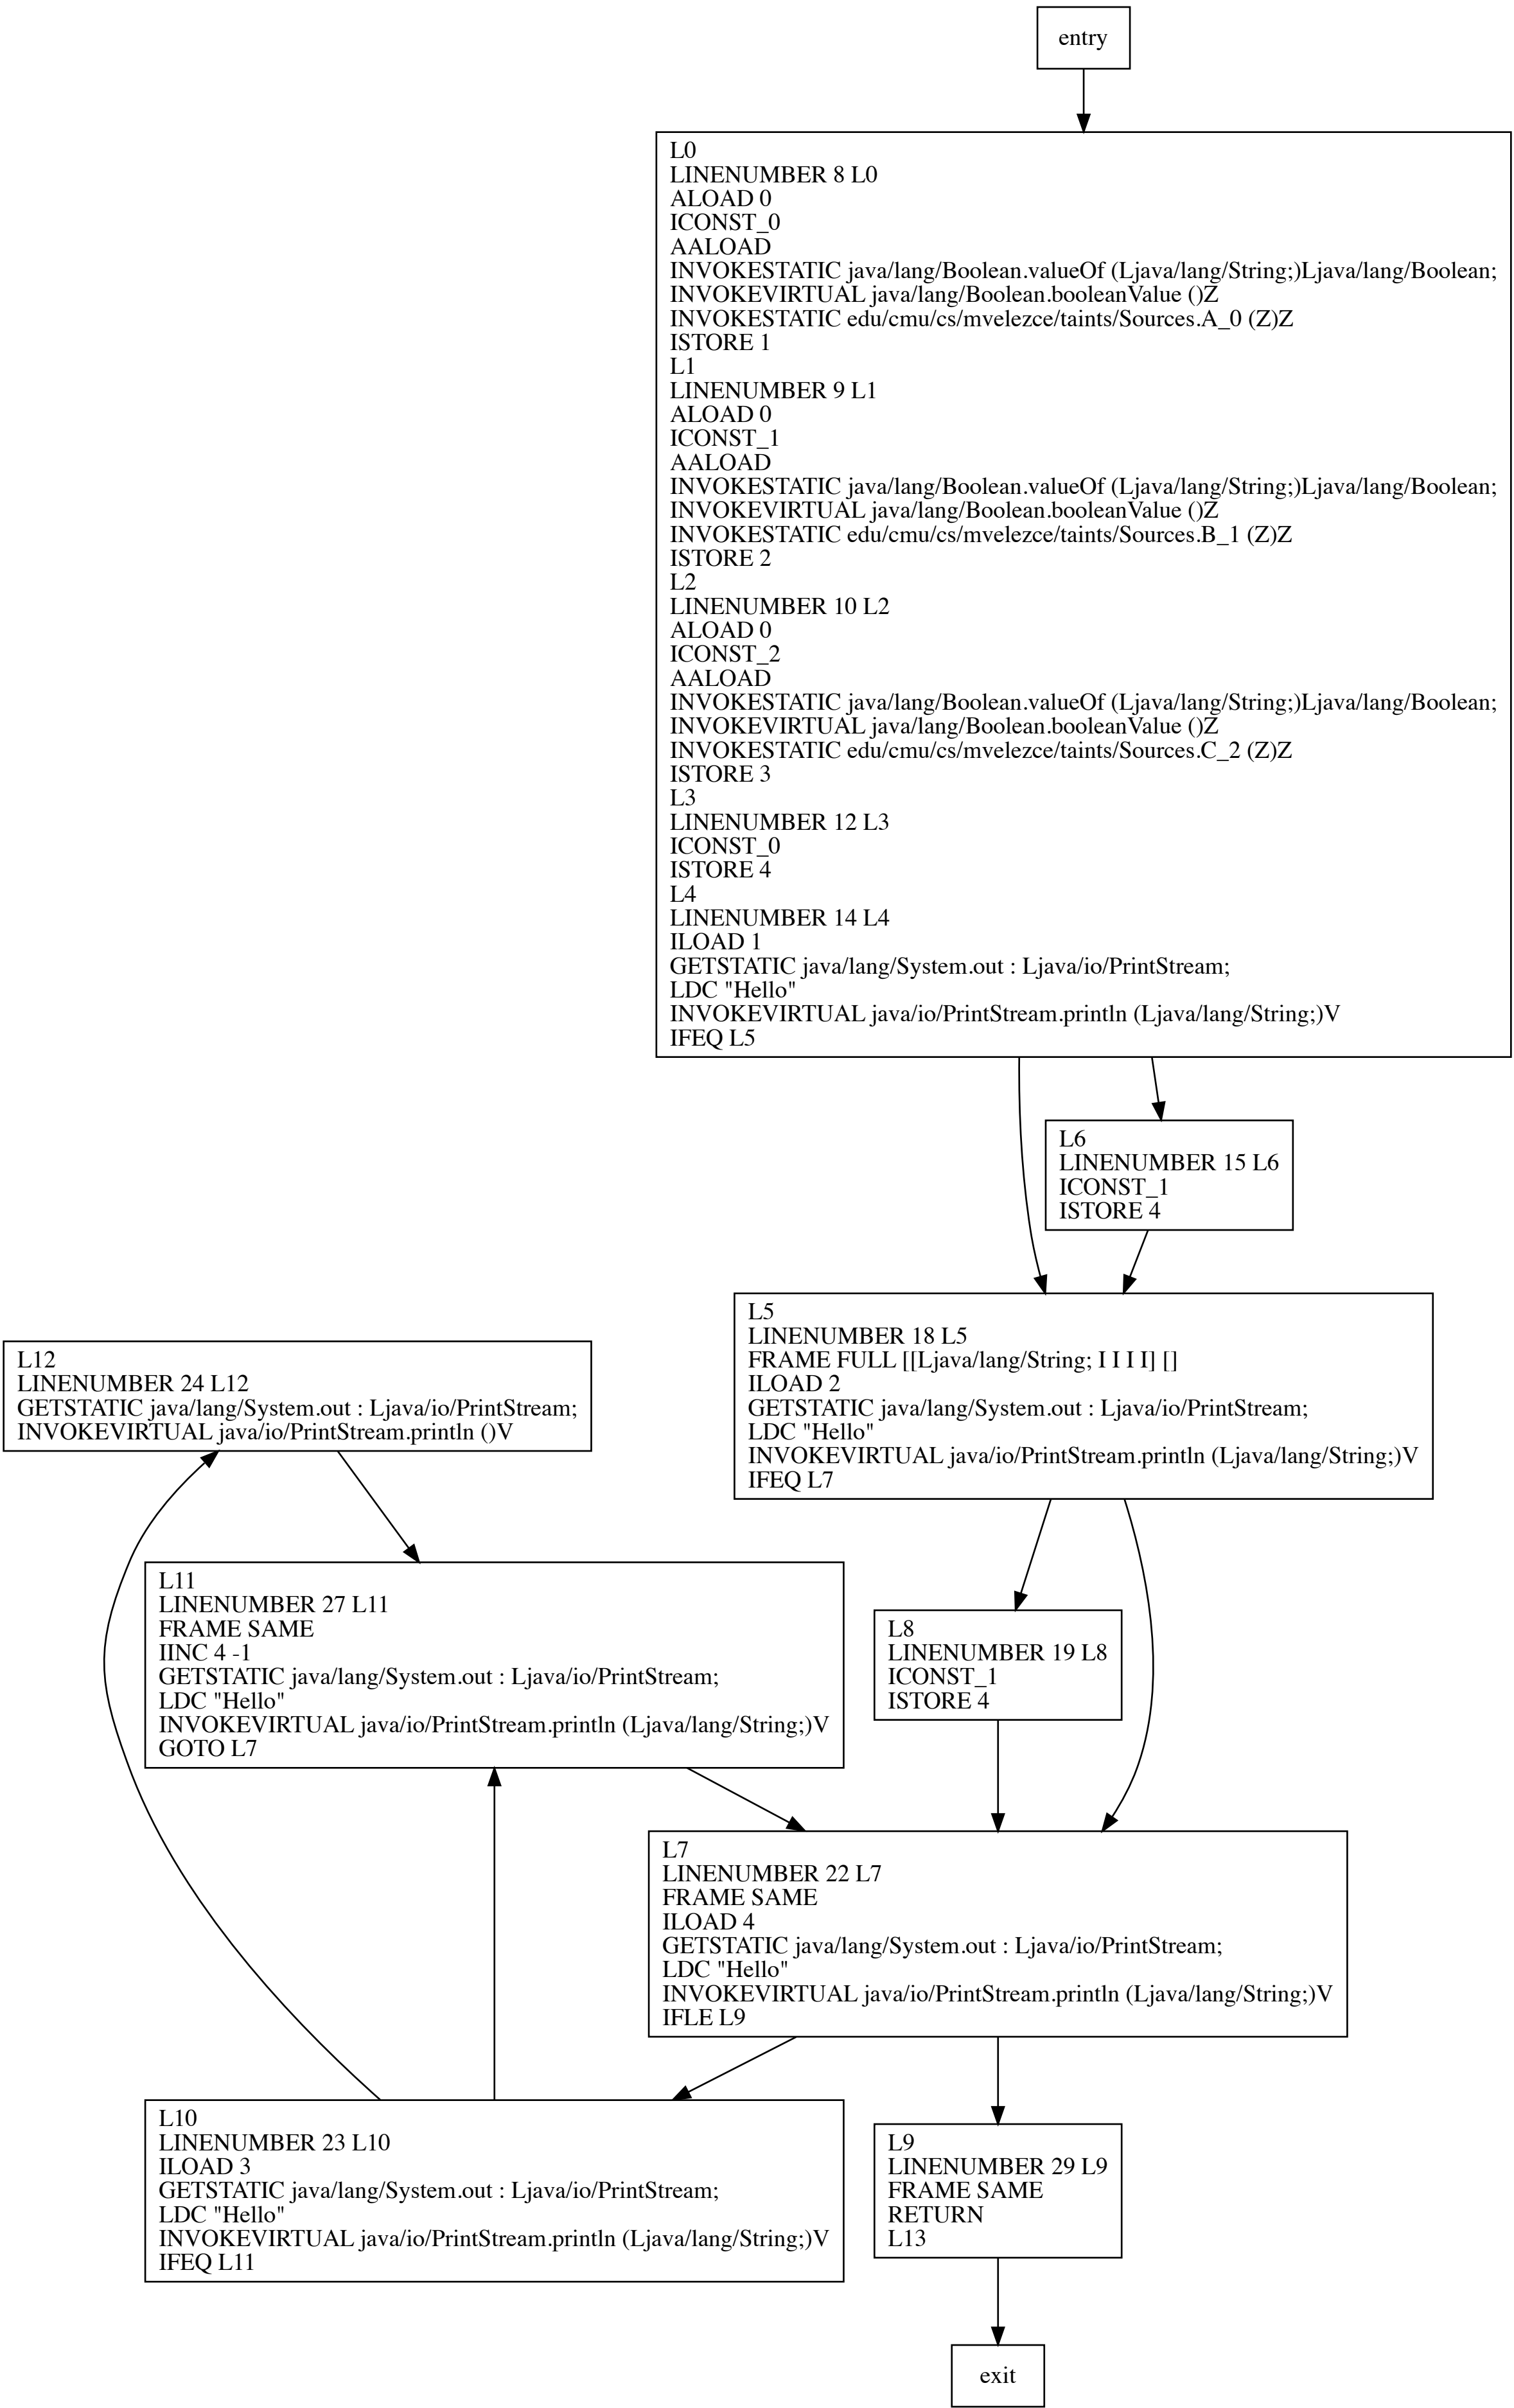 entry
L0
LINENUMBER 8 L0
ALOAD 0
ICONST_0
AALOAD
INVOKESTATIC java/lang/Boolean.valueOf (Ljava/lang/String;)Ljava/lang/Boolean;
INVOKEVIRTUAL java/lang/Boolean.booleanValue ()Z
INVOKESTATIC edu/cmu/cs/mvelezce/taints/Sources.A_0 (Z)Z
ISTORE 1
L1
LINENUMBER 9 L1
ALOAD 0
ICONST_1
AALOAD
INVOKESTATIC java/lang/Boolean.valueOf (Ljava/lang/String;)Ljava/lang/Boolean;
INVOKEVIRTUAL java/lang/Boolean.booleanValue ()Z
INVOKESTATIC edu/cmu/cs/mvelezce/taints/Sources.B_1 (Z)Z
ISTORE 2
L2
LINENUMBER 10 L2
ALOAD 0
ICONST_2
AALOAD
INVOKESTATIC java/lang/Boolean.valueOf (Ljava/lang/String;)Ljava/lang/Boolean;
INVOKEVIRTUAL java/lang/Boolean.booleanValue ()Z
INVOKESTATIC edu/cmu/cs/mvelezce/taints/Sources.C_2 (Z)Z
ISTORE 3
L3
LINENUMBER 12 L3
ICONST_0
ISTORE 4
L4
LINENUMBER 14 L4
ILOAD 1
GETSTATIC java/lang/System.out : Ljava/io/PrintStream;
LDC "Hello"
INVOKEVIRTUAL java/io/PrintStream.println (Ljava/lang/String;)V
IFEQ L5
L6
LINENUMBER 15 L6
ICONST_1
ISTORE 4
L5
LINENUMBER 18 L5
FRAME FULL [[Ljava/lang/String; I I I I] []
ILOAD 2
GETSTATIC java/lang/System.out : Ljava/io/PrintStream;
LDC "Hello"
INVOKEVIRTUAL java/io/PrintStream.println (Ljava/lang/String;)V
IFEQ L7
L12
LINENUMBER 24 L12
GETSTATIC java/lang/System.out : Ljava/io/PrintStream;
INVOKEVIRTUAL java/io/PrintStream.println ()V
L11
LINENUMBER 27 L11
FRAME SAME
IINC 4 -1
GETSTATIC java/lang/System.out : Ljava/io/PrintStream;
LDC "Hello"
INVOKEVIRTUAL java/io/PrintStream.println (Ljava/lang/String;)V
GOTO L7
L8
LINENUMBER 19 L8
ICONST_1
ISTORE 4
L7
LINENUMBER 22 L7
FRAME SAME
ILOAD 4
GETSTATIC java/lang/System.out : Ljava/io/PrintStream;
LDC "Hello"
INVOKEVIRTUAL java/io/PrintStream.println (Ljava/lang/String;)V
IFLE L9
L10
LINENUMBER 23 L10
ILOAD 3
GETSTATIC java/lang/System.out : Ljava/io/PrintStream;
LDC "Hello"
INVOKEVIRTUAL java/io/PrintStream.println (Ljava/lang/String;)V
IFEQ L11
L9
LINENUMBER 29 L9
FRAME SAME
RETURN
L13
exit